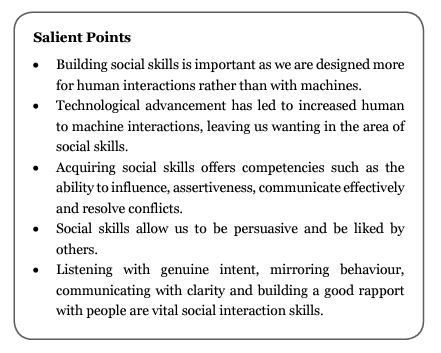 Salient Points
• Building social skills is important as we are designed more
for human interactions rather than with machines.
• Technological advancement has led to increased human
to machine interactions, leaving us wanting in the area of
social skills.
• Acquiring social skills offers competencies such as the
ability to influence, assertiveness, communicate effectively
and resolve conflicts.
• Social skills allow us to be persuasive and be liked by
others.
• Listening with genuine intent, mirroring behaviour,
communicating with clarity and building a good rapport
with people are vital social interaction skills.